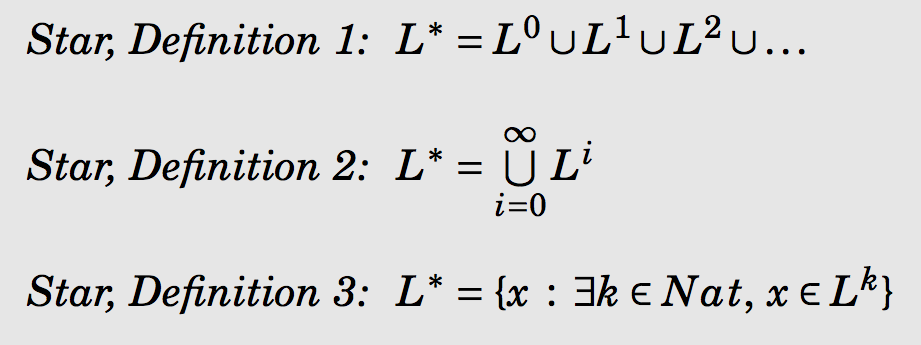 Star, Definition 1: L* = L⁰ ∪ L¹ ∪ L² ∪ ...
Star, Definition 2: L* = ⋃_{i=0}^{∞} Lⁱ
Star, Definition 3: L* = {x : ∃k ∈ Nat, x ∈ Lᵏ}